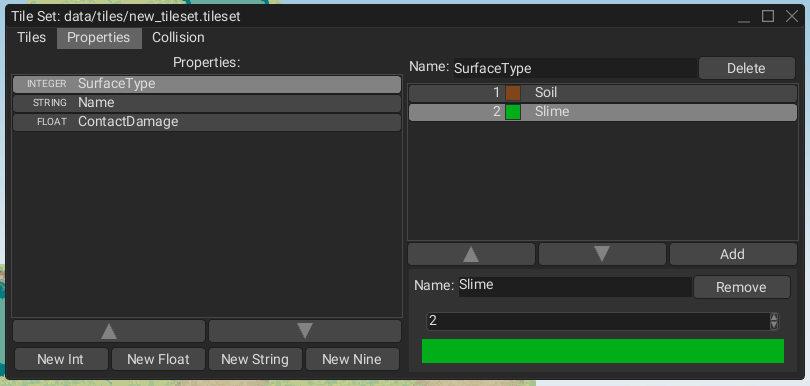 Tile Set: data/tiles/new_tileset.tileset
Tiles Properties Collision
Properties:
INTEGER SurfaceType
STRING Name
FLOAT ContactDamage
New Int New Float New String New Nine
Name: SurfaceType Delete
1 Soil
2 Slime
Add
Name: Slime Remove
2